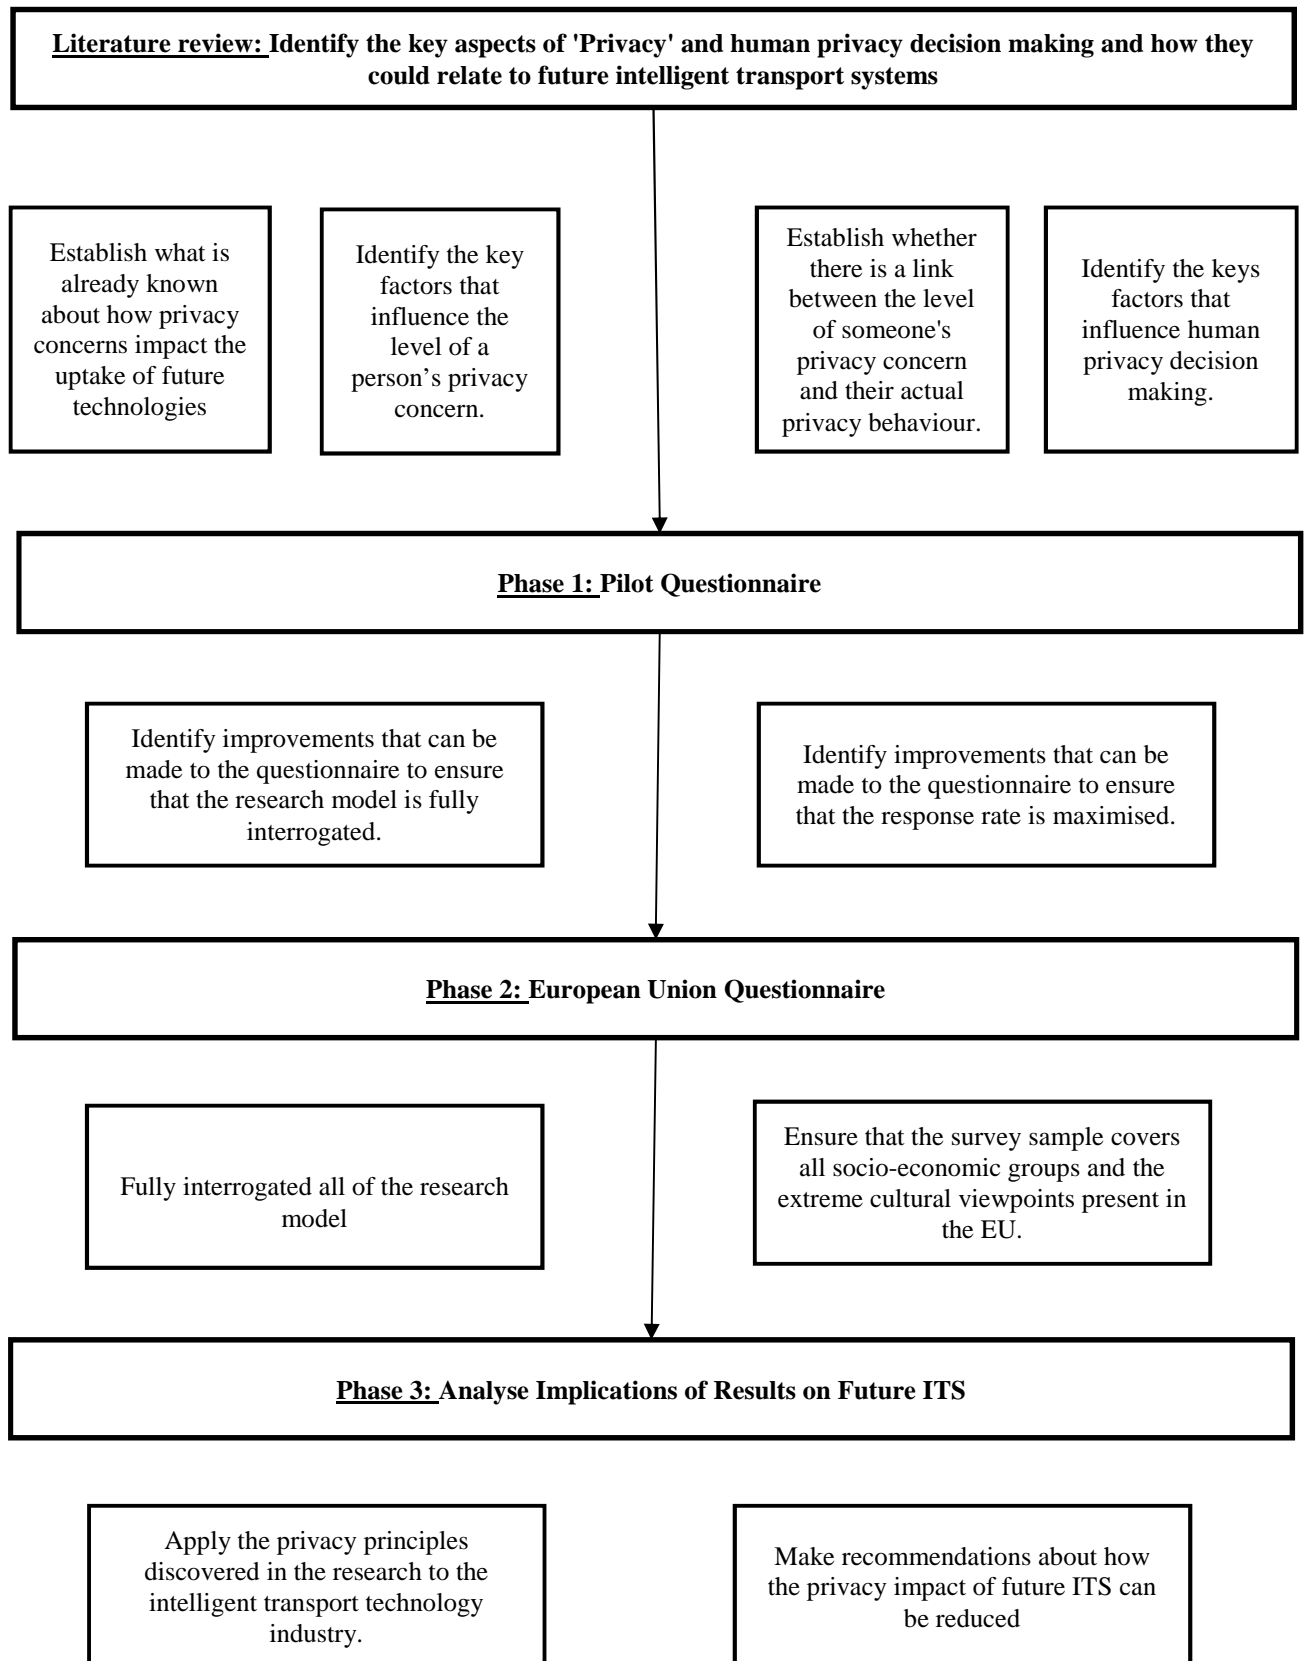 Literature review: Identify the key aspects of 'Privacy' and human privacy decision making and how they
could relate to future intelligent transport systems
Establish what is
already known
about how privacy
concerns impact the
uptake of future
technologies
Identify the key
factors that
influence the
level of a
person’s privacy
concern.
Establish whether
there is a link
between the level
of someone's
privacy concern
and their actual
privacy behaviour.
Identify the keys
factors that
influence human
privacy decision
making.
Phase 1: Pilot Questionnaire
Identify improvements that can be
made to the questionnaire to ensure
that the research model is fully
interrogated.
Identify improvements that can be
made to the questionnaire to ensure
that the response rate is maximised.
Phase 2: European Union Questionnaire
Fully interrogated all of the research
model
Ensure that the survey sample covers
all socio-economic groups and the
extreme cultural viewpoints present in
the EU.
Phase 3: Analyse Implications of Results on Future ITS
Apply the privacy principles
discovered in the research to the
intelligent transport technology
industry.
Make recommendations about how
the privacy impact of future ITS can
be reduced